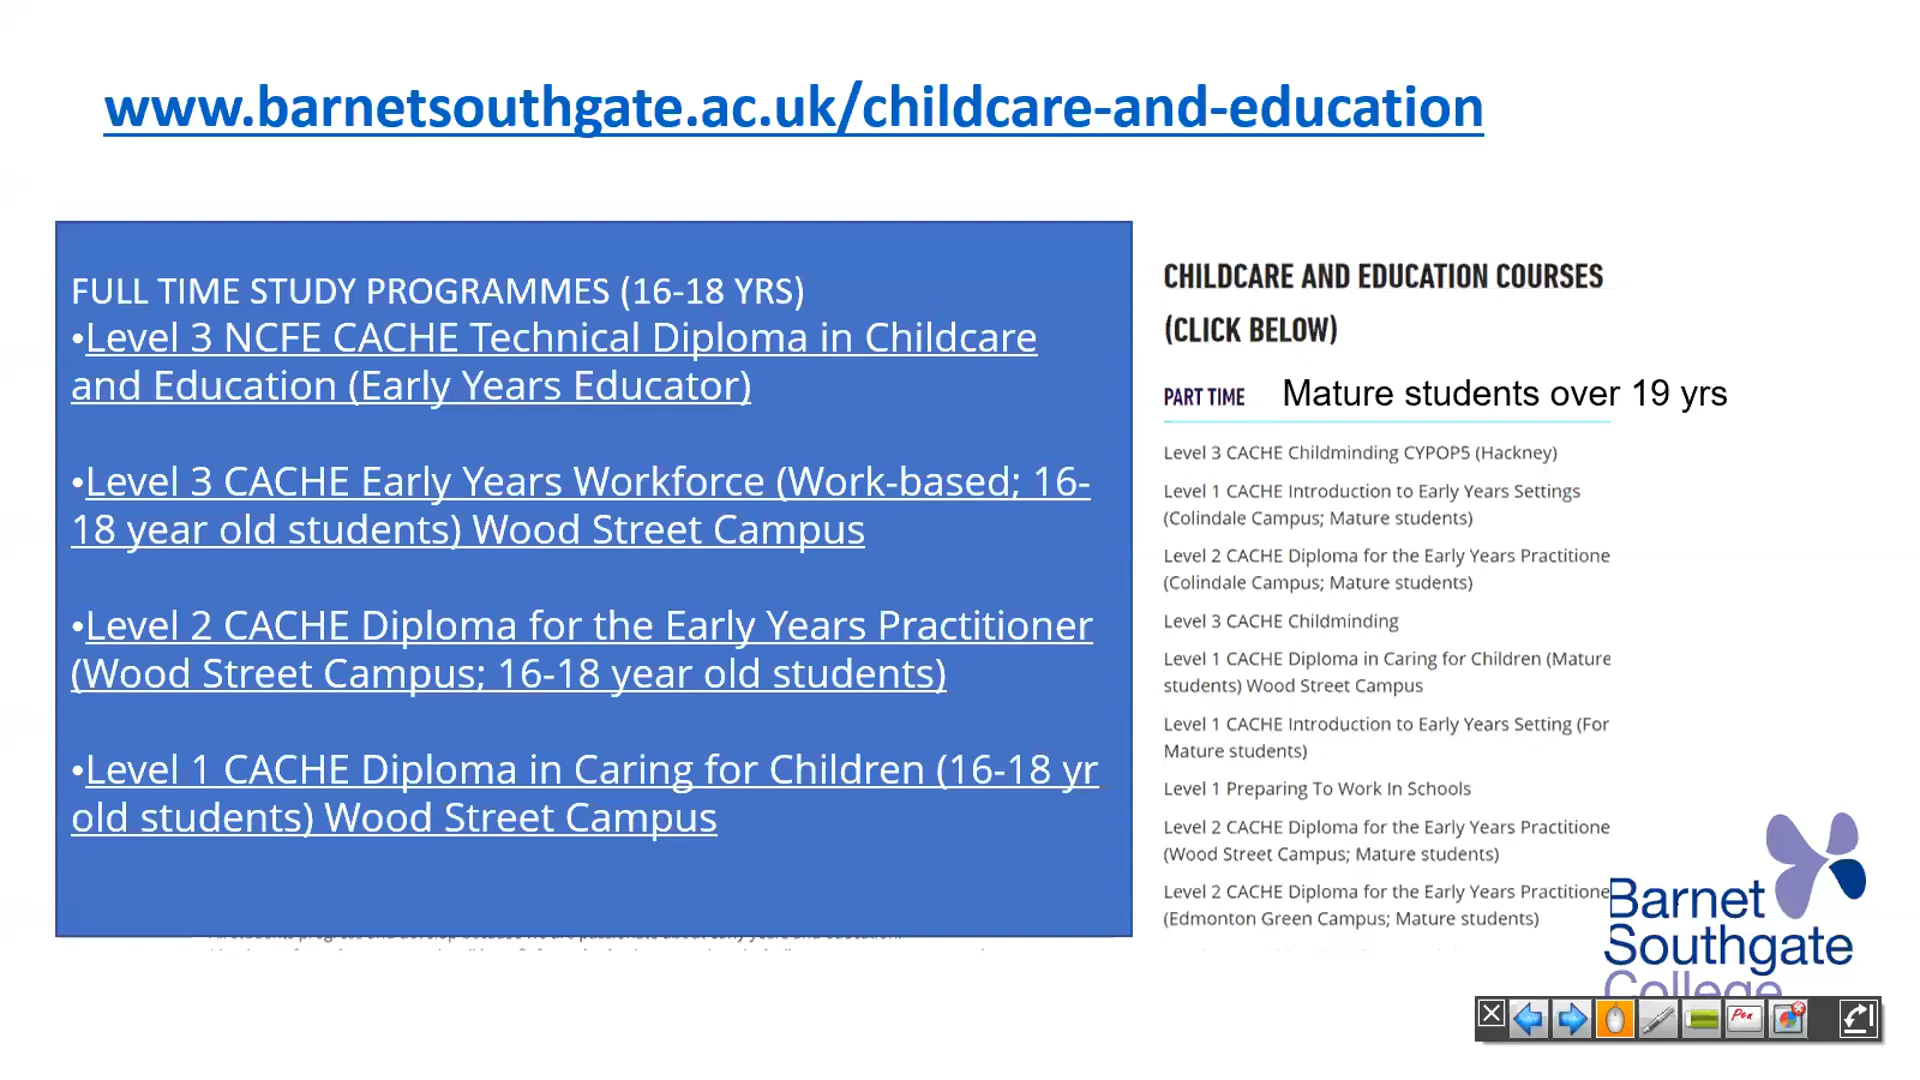 www.barnetsouthgate.ac.uk/childcare-and-education
FULL TIME STUDY PROGRAMMES (16-18 YRS)
•Level 3 NCFE CACHE Technical Diploma in Childcare
and Education (Early Years Educator)
•Level 3 CACHE Early Years Workforce (Work-based; 16-
18 year old students) Wood Street Campus
•Level 2 CACHE Diploma for the Early Years Practitioner
(Wood Street Campus; 16-18 year old students)
•Level 1 CACHE Diploma in Caring for Children (16-18 yr
old students) Wood Street Campus
CHILDCARE AND EDUCATION COURSES
(CLICK BELOW)
PART TIME Mature students over 19 yrs
Level 3 CACHE Childminding CYPOP5 (Hackney)
Level 1 CACHE Introduction to Early Years Settings
(Colindale Campus; Mature students)
Level 2 CACHE Diploma for the Early Years Practitione
(Colindale Campus; Mature students)
Level 3 CACHE Childminding
Level 1 CACHE Diploma in Caring for Children (Mature
students) Wood Street Campus
Level 1 CACHE Introduction to Early Years Setting (For
Mature students)
Level 1 Preparing To Work In Schools
Level 2 CACHE Diploma for the Early Years Practitione
(Wood Street Campus; Mature students)
Level 2 CACHE Diploma for the Early Years Practitione
(Edmonton Green Campus; Mature students)
Barnet
Southgate
College
Pen